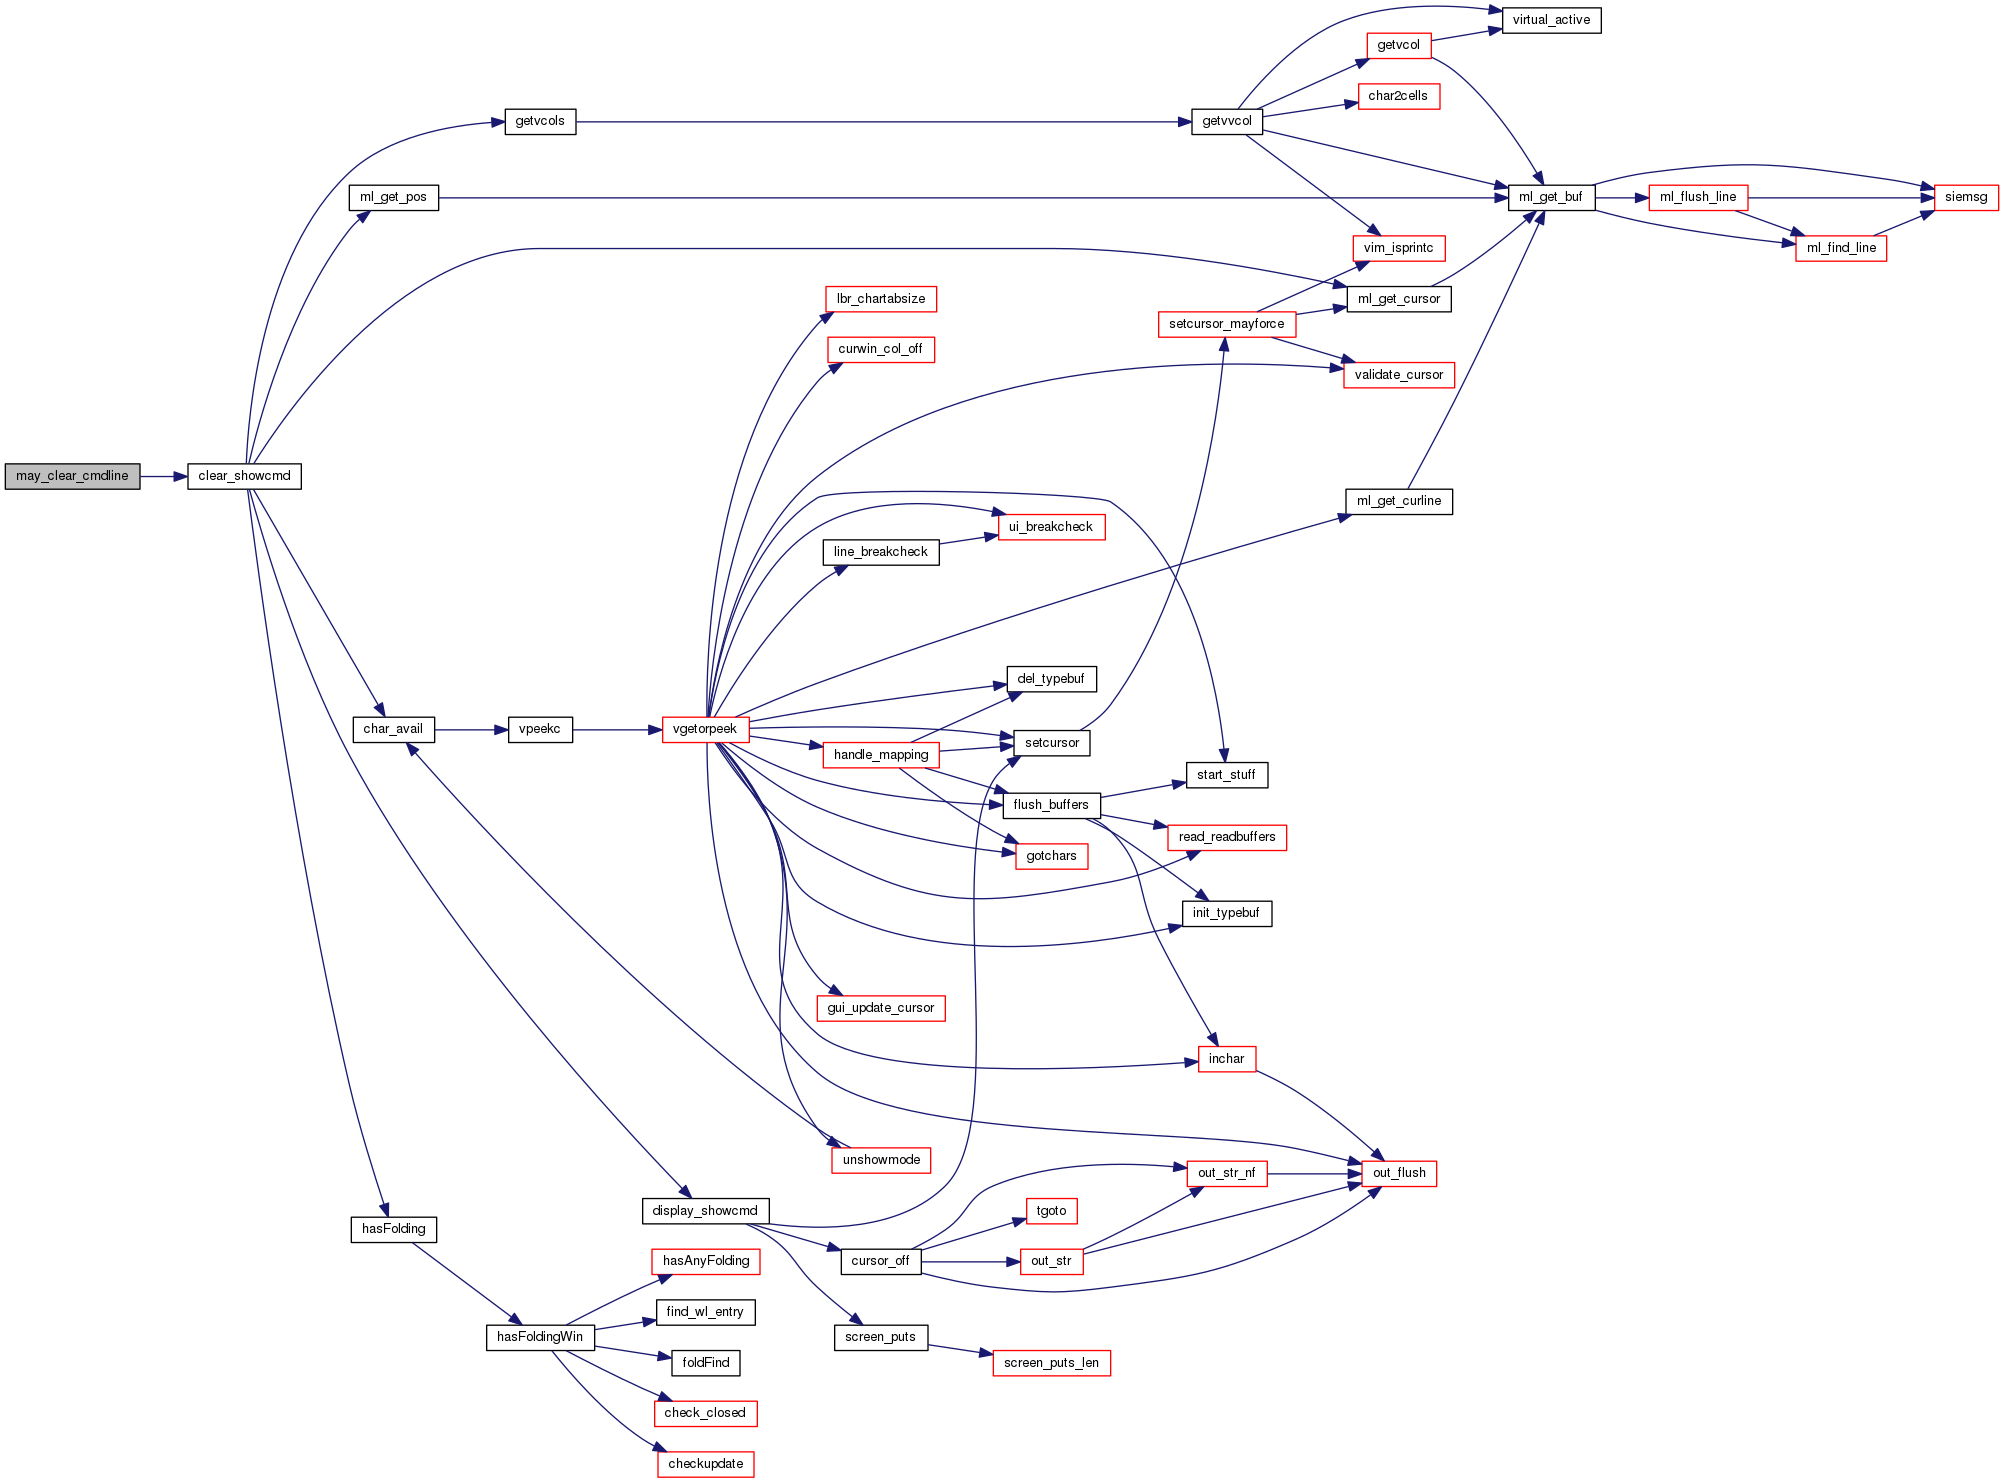 virtual_active
getvcol
char2cells
getvcols
getvvcol
ml_get_pos
ml_get_buf
ml_flush_line
siemsg
vim_isprintc
ml_find_line
lbr_chartabsize
ml_get_cursor
setcursor_mayforce
curwin_col_off
validate_cursor
may_clear_cmdline
clear_showcmd
ml_get_curline
ui_breakcheck
line_breakcheck
del_typebuf
char_avail
vpeekc
vgetorpeek
setcursor
handle_mapping
start_stuff
flush_buffers
read_readbuffers
gotchars
init_typebuf
gui_update_cursor
inchar
unshowmode
out_str_nf
out_flush
display_showcmd
tgoto
hasFolding
cursor_off
out_str
hasAnyFolding
find_wl_entry
hasFoldingWin
screen_puts
foldFind
screen_puts_len
check_closed
checkupdate